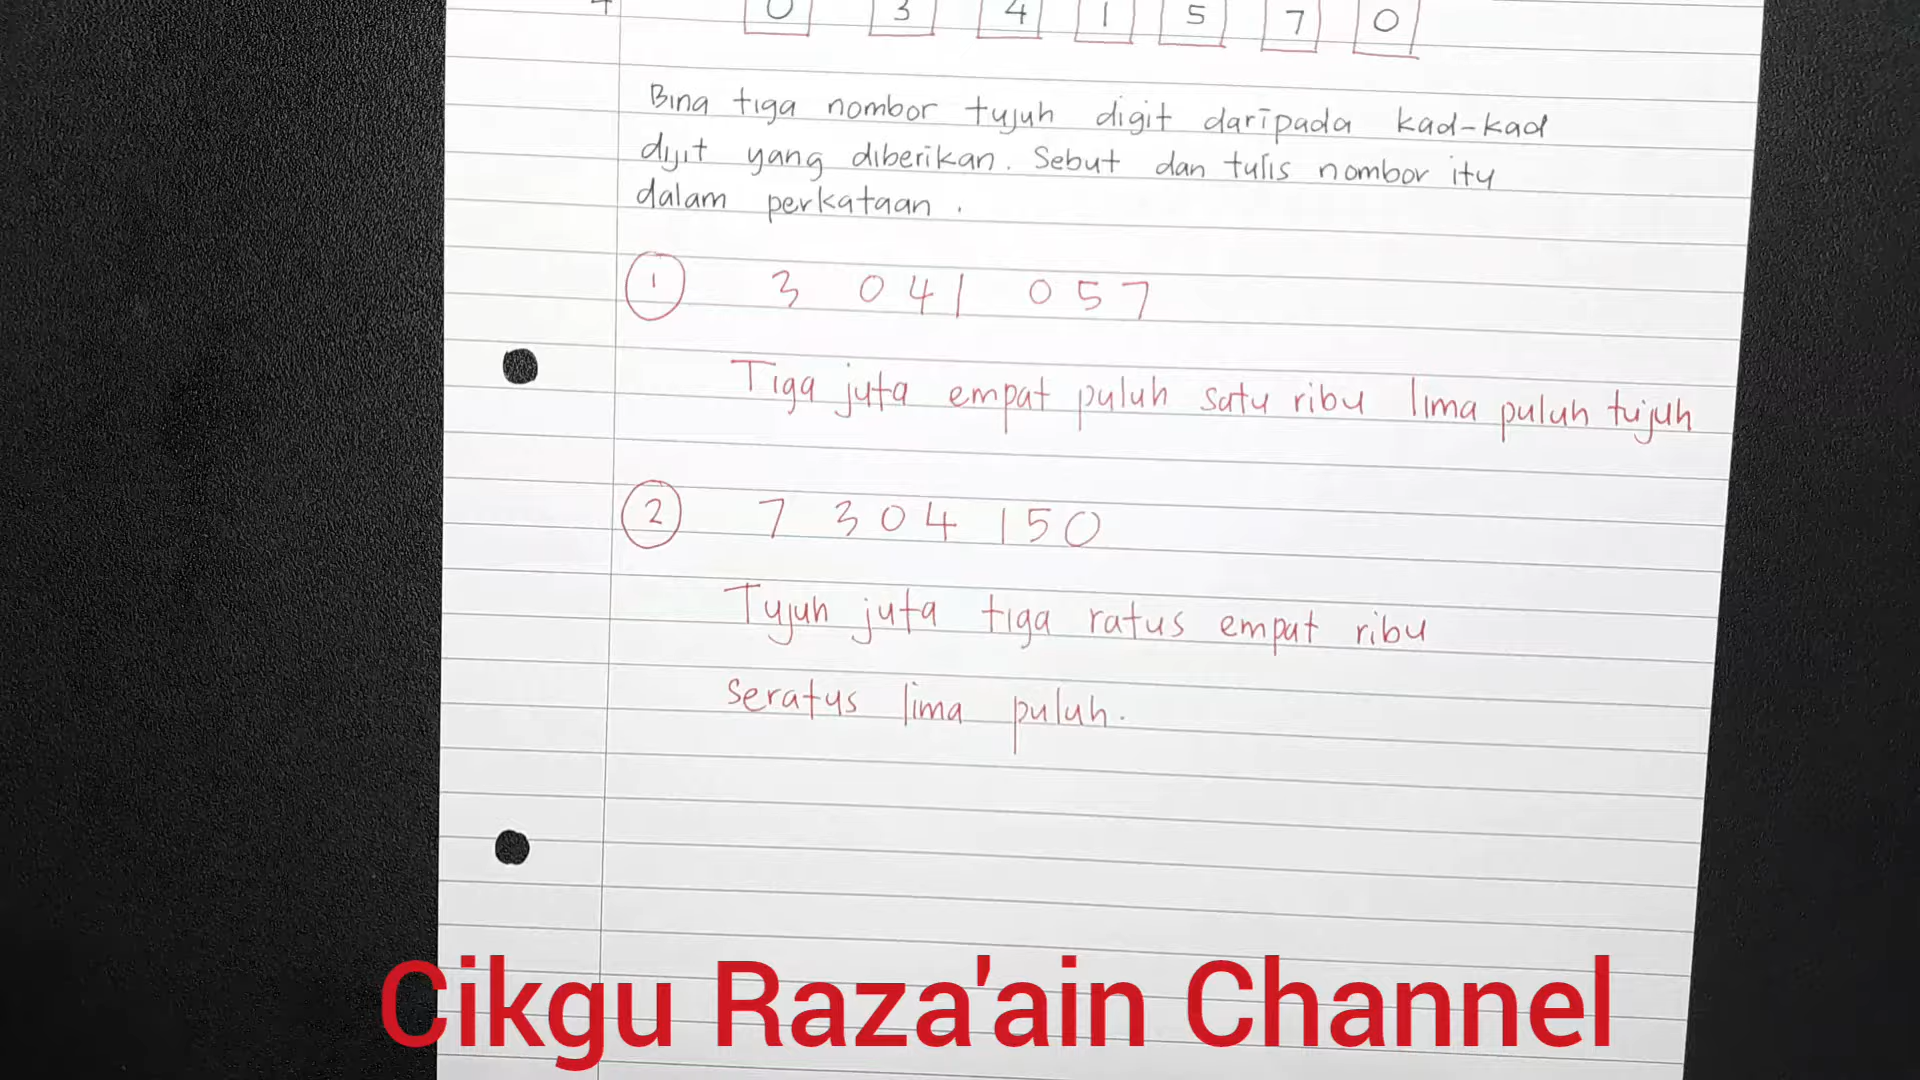 4 0 3 4 1 5 7 0
Bina tiga nombor tujuh digit daripada kad-kad
dijit yang diberikan. Sebut dan tulis nombor itu
dalam perkataan.
1 3 041 057
Tiga juta empat puluh satu ribu lima puluh tujuh
2 7 304 150
Tujuh juta tiga ratus empat ribu
seratus lima puluh.
Cikgu Raza'ain Channel